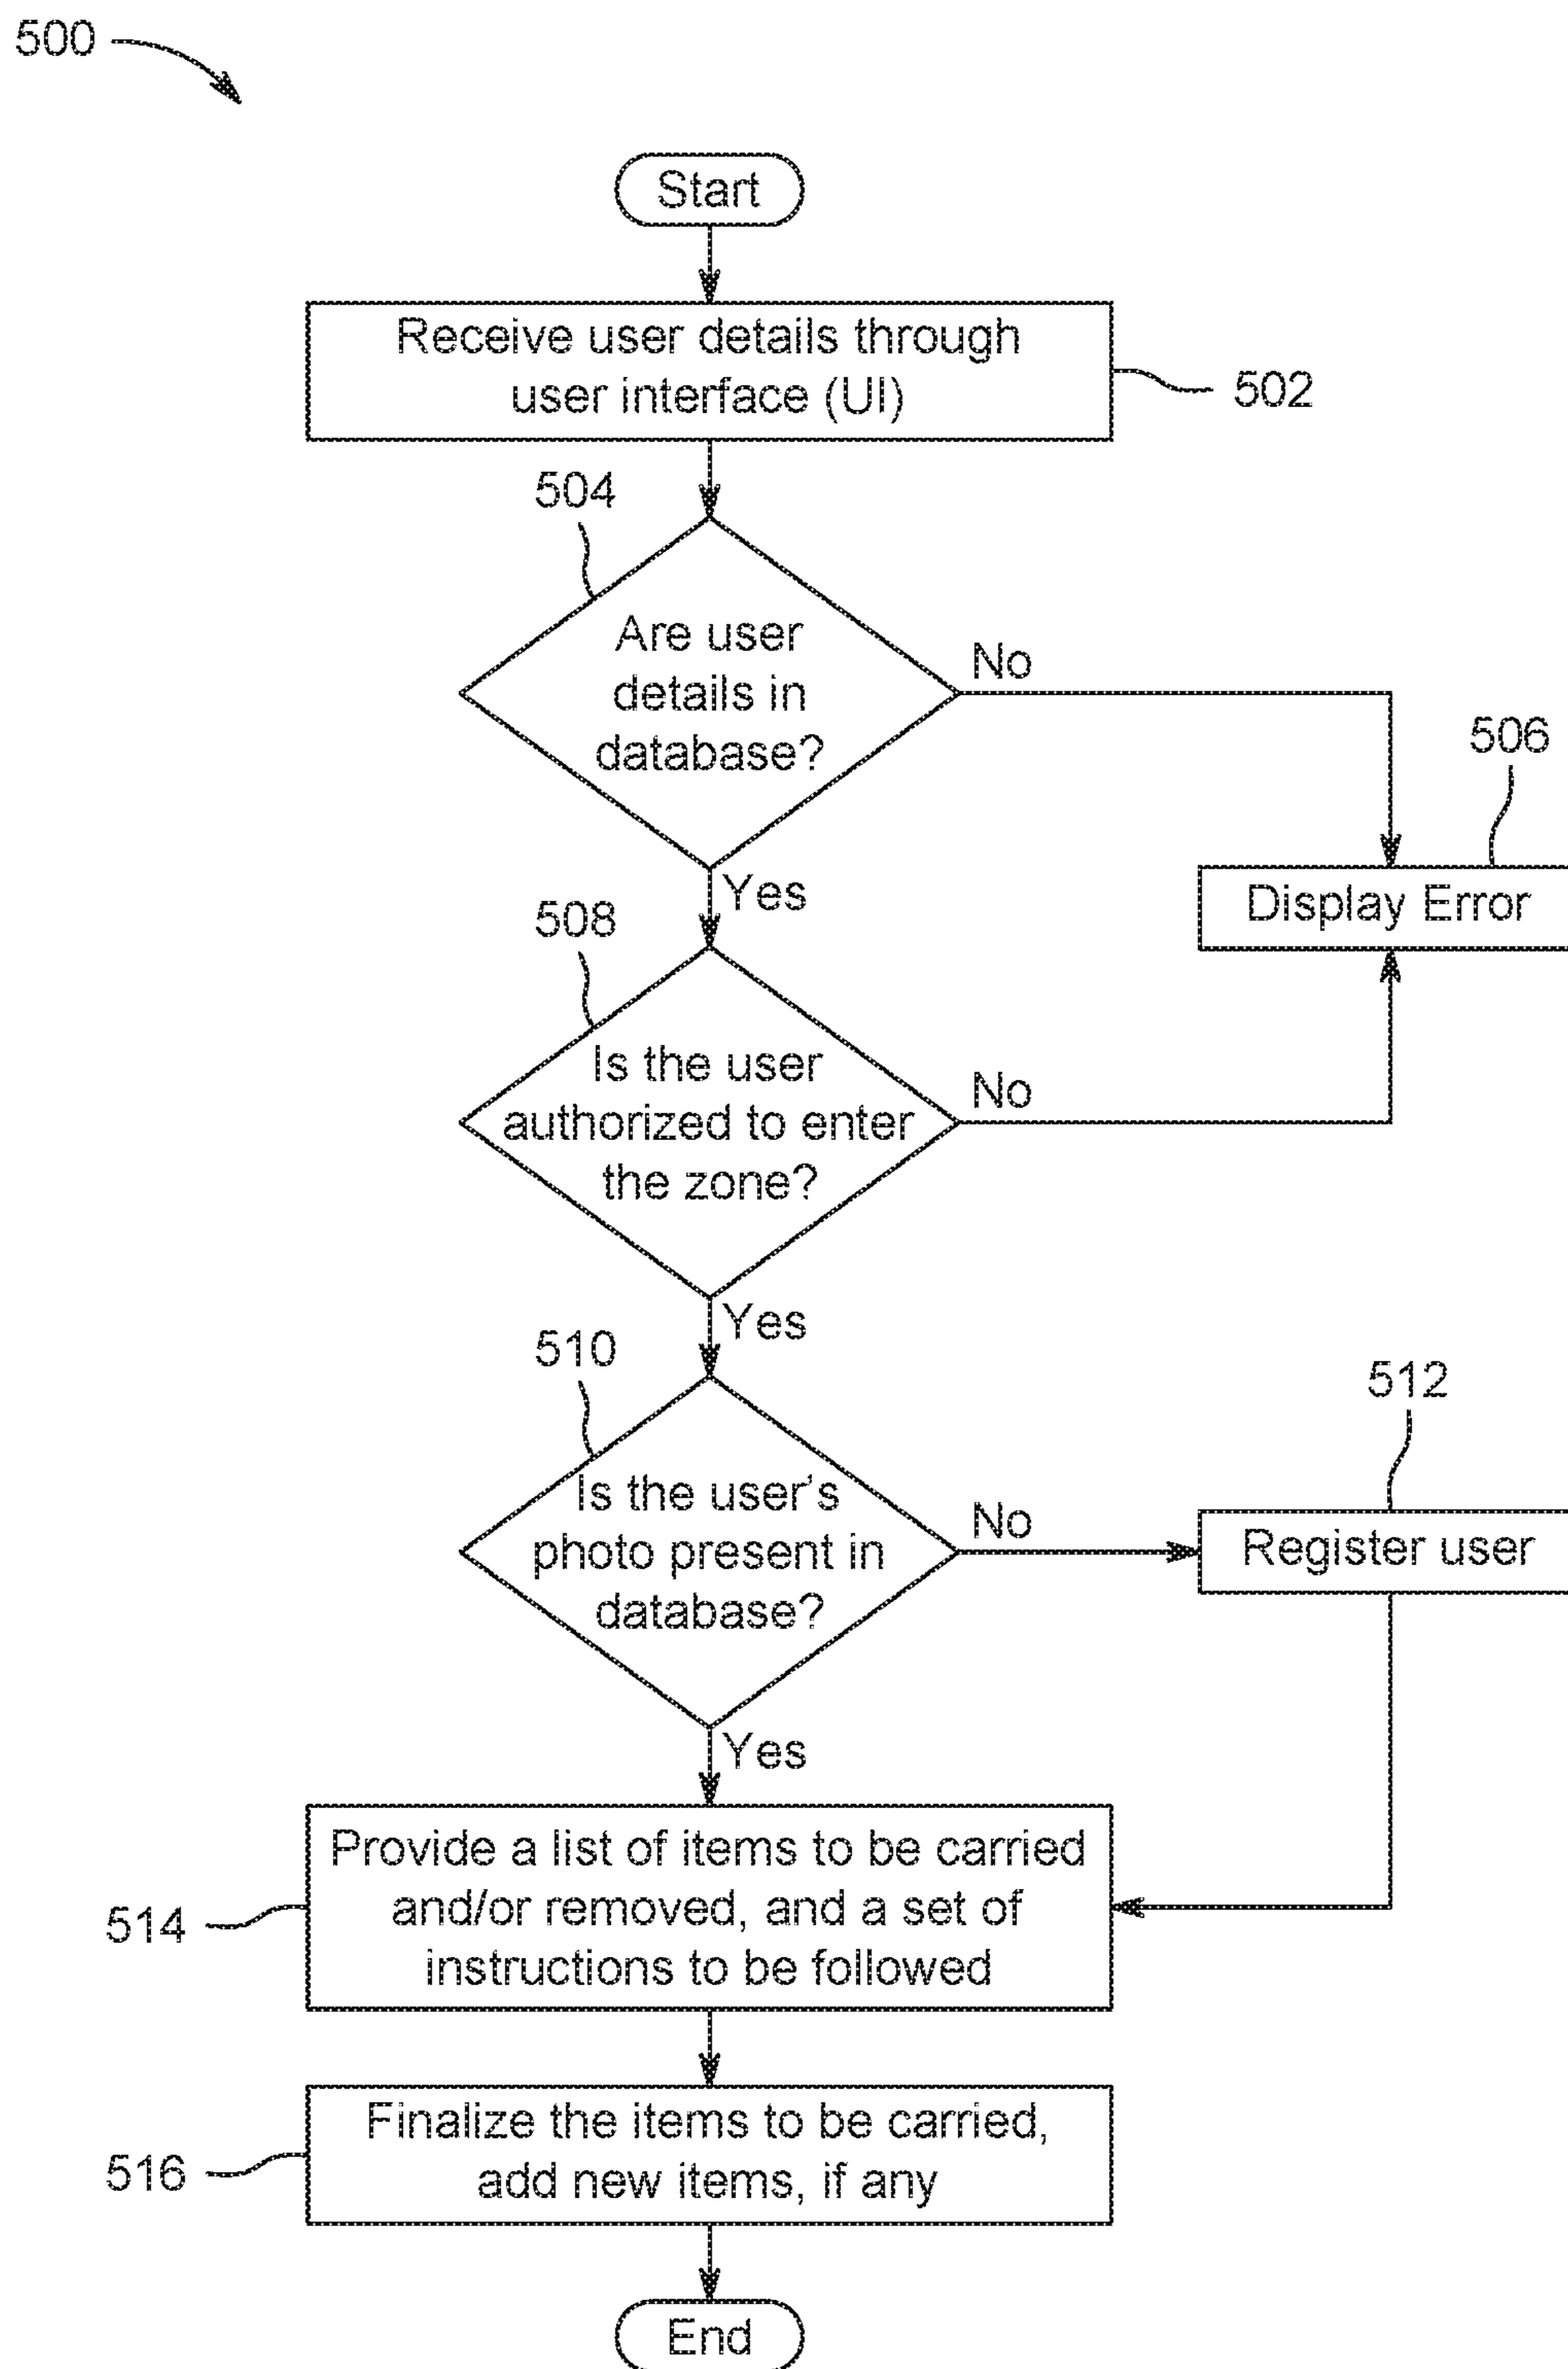 500
Start
Receive user details through
user interface (UI)
502
504
Are user
details in
database?
No
506
Display Error
Yes
508
Is the user
authorized to enter
the zone?
No
Yes
510
Is the user's
photo present in
database?
No
512
Register user
Yes
514
Provide a list of items to be carried
and/or removed, and a set of
instructions to be followed
516
Finalize the items to be carried,
add new items, if any
End